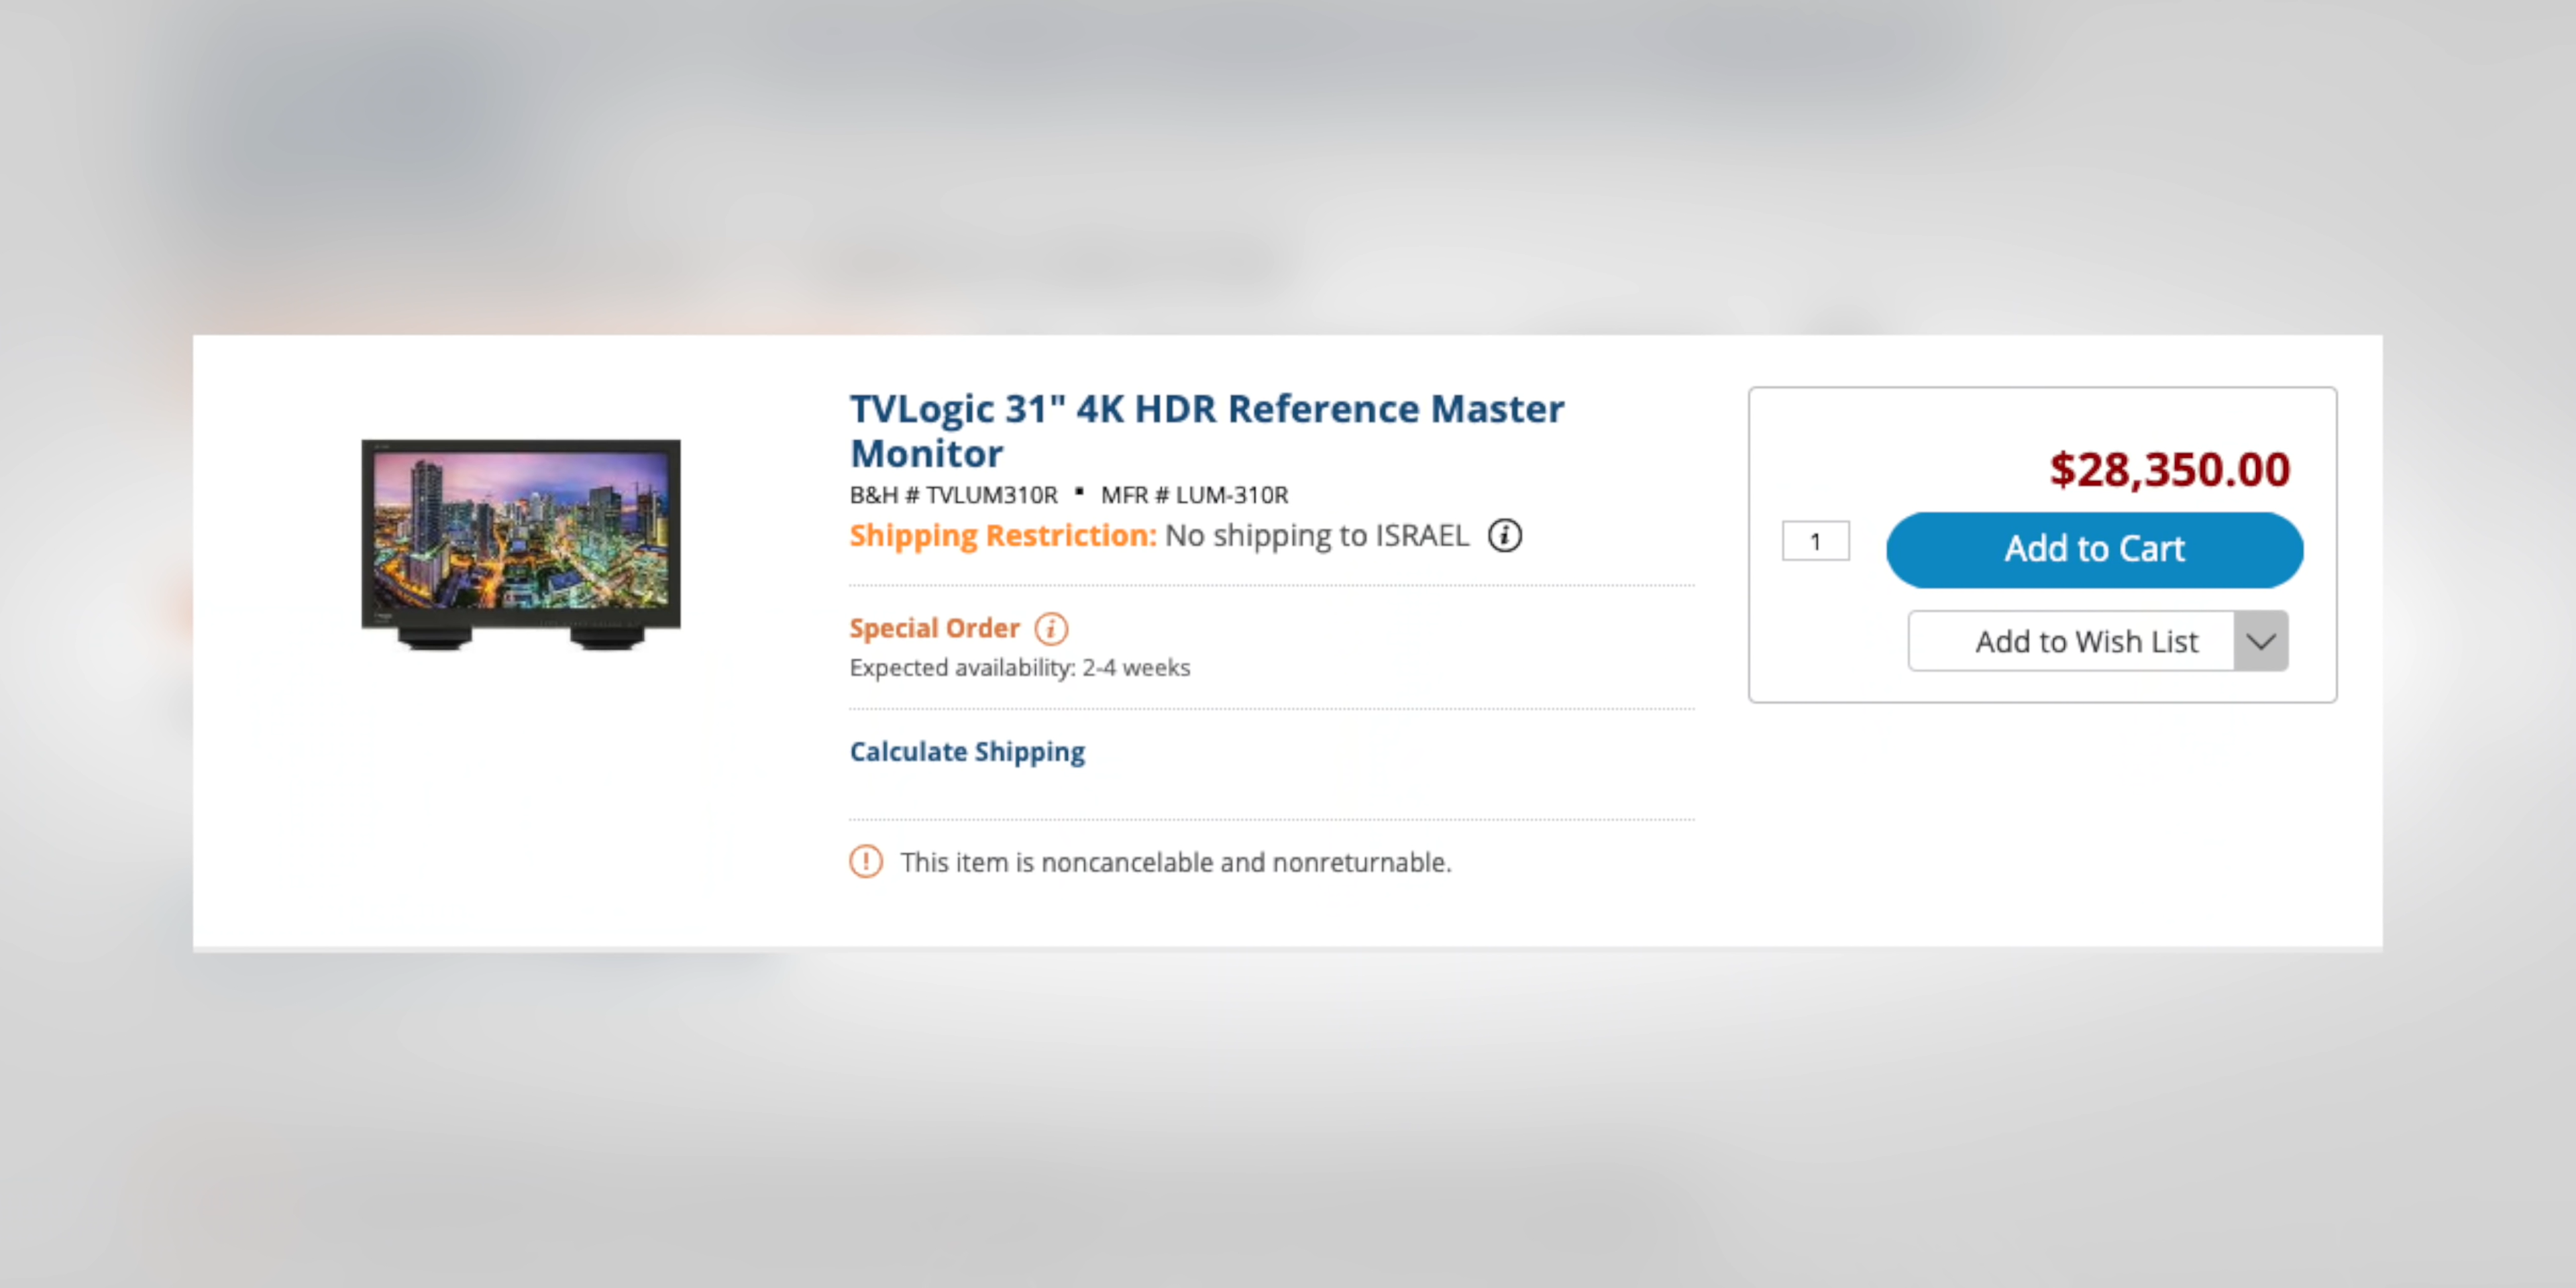 TVLogic 31" 4K HDR Reference Master
Monitor
B&H # TVLUM310R ▪ MFR # LUM-310R
Shipping Restriction: No shipping to ISRAEL
Special Order
Expected availability: 2-4 weeks
Calculate Shipping
This item is noncancelable and nonreturnable.
$28,350.00
1
Add to Cart
Add to Wish List